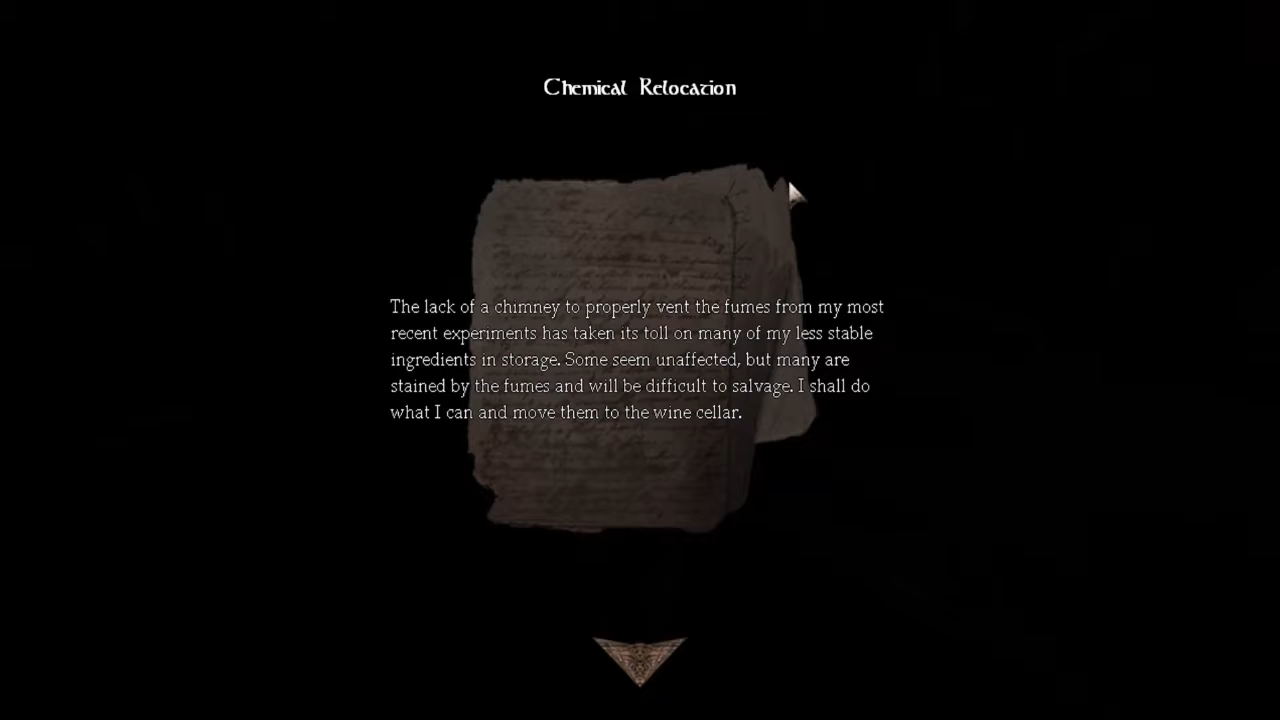 Chemical Relocation
The lack of a chimney to properly vent the fumes from my most
recent experiments has taken its toll on many of my less stable
ingredients in storage. Some seem unaffected, but many are
stained by the fumes and will be difficult to salvage. I shall do
what I can and move them to the wine cellar.